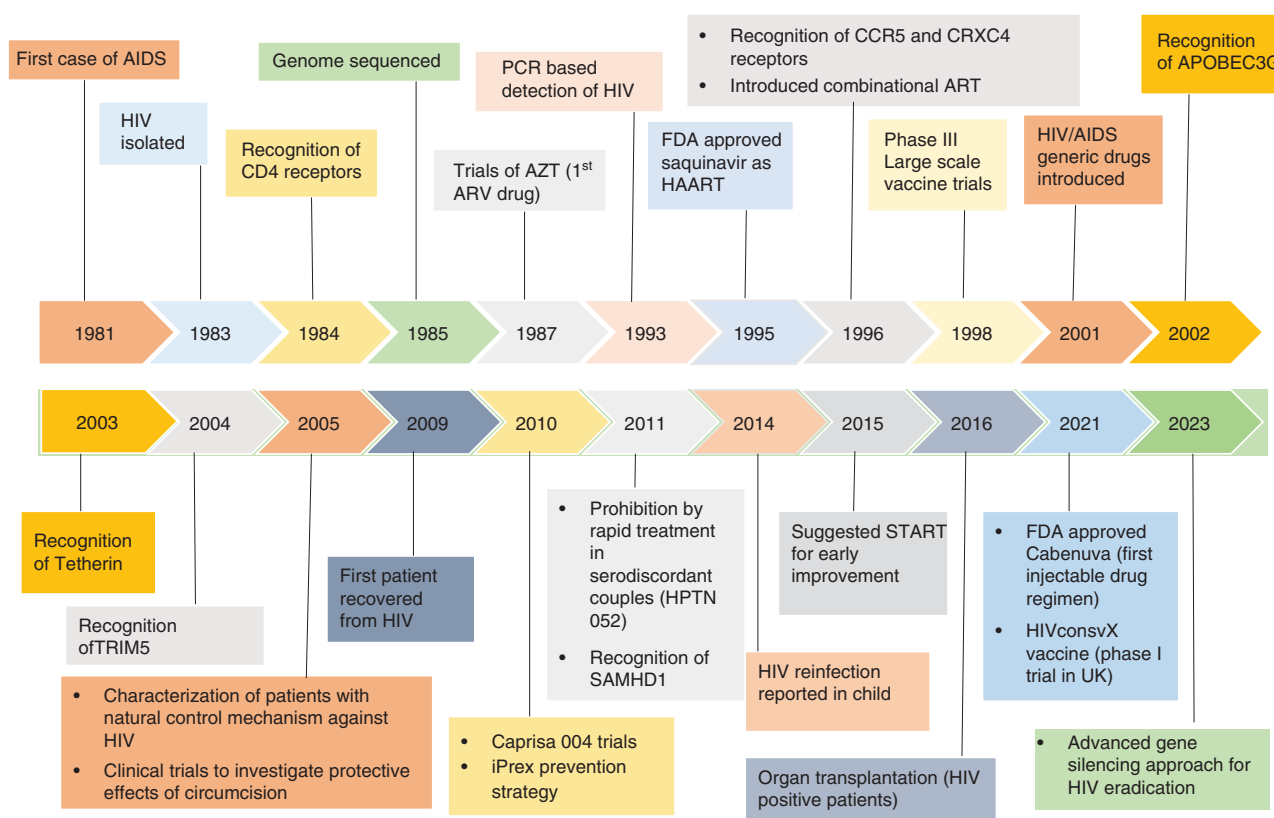 First case of AIDS
HIV
isolated
Recognition of
CD4 receptors
Genome sequenced
Trials of AZT (1st
ARV drug)
PCR based
detection of HIV
FDA approved
saquinavir as
HAART
• Recognition of CCR5 and CRXC4
receptors
• Introduced combinational ART
Phase III
Large scale
vaccine trials
HIV/AIDS
generic drugs
introduced
Recognition
of APOBEC3G
1981 1983 1984 1985 1987 1993 1995 1996 1998 2001 2002
2003 2004 2005 2009 2010 2011 2014 2015 2016 2021 2023
Recognition
of Tetherin
Recognition
ofTRIM5
• Characterization of patients with
natural control mechanism against
HIV
• Clinical trials to investigate protective
effects of circumcision
First patient
recovered
from HIV
• Caprisa 004 trials
• iPrex prevention
strategy
• Prohibition by
rapid treatment in
serodiscordant
couples (HPTN
052)
• Recognition of
SAMHD1
HIV reinfection
reported in child
Suggested START
for early
improvement
Organ transplantation (HIV
positive patients)
• FDA approved
Cabenuva (first
injectable drug
regimen)
• HIVconsvX
vaccine (phase I
trial in UK)
• Advanced gene
silencing approach for
HIV eradication